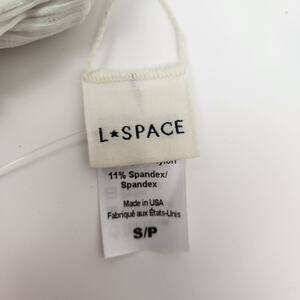 L★SPACE
11% Spandex/
Spandex
Made in USA
Fabriqué aux États-Unis
S/P